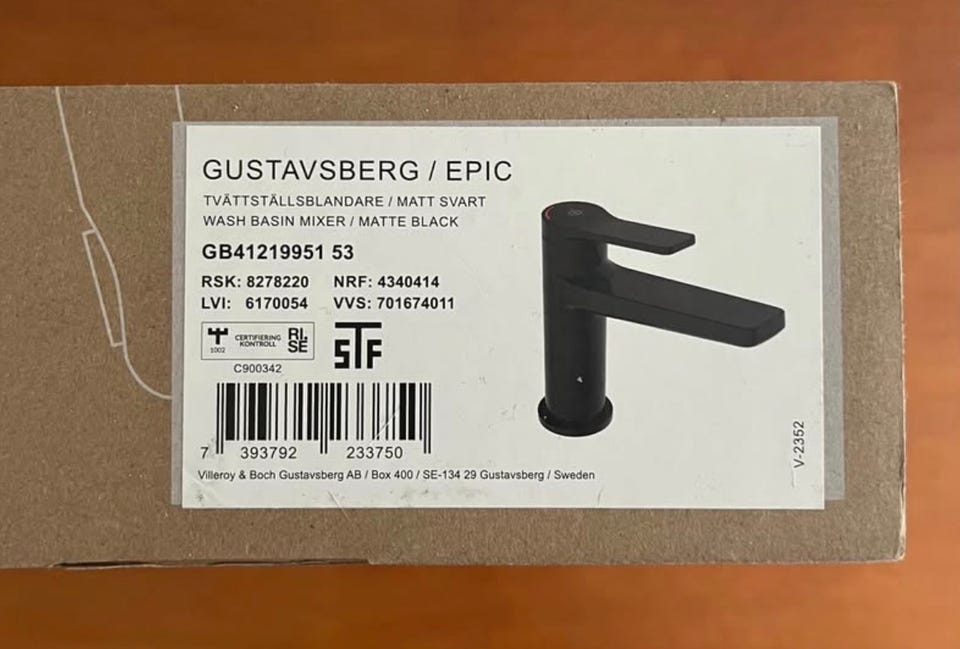 GUSTAVSBERG / EPIC
TVÄTTSTÄLLSBLANDARE / MATT SVART
WASH BASIN MIXER / MATTE BLACK
GB41219951 53
RSK: 8278220 NRF: 4340414
LVI: 6170054 VVS: 701674011
1002 CERTIFIERING KONTROLL RI. SE
STF
C900342
7 393792 233750
Villeroy & Boch Gustavsberg AB / Box 400 / SE-134 29 Gustavsberg / Sweden
V-2352